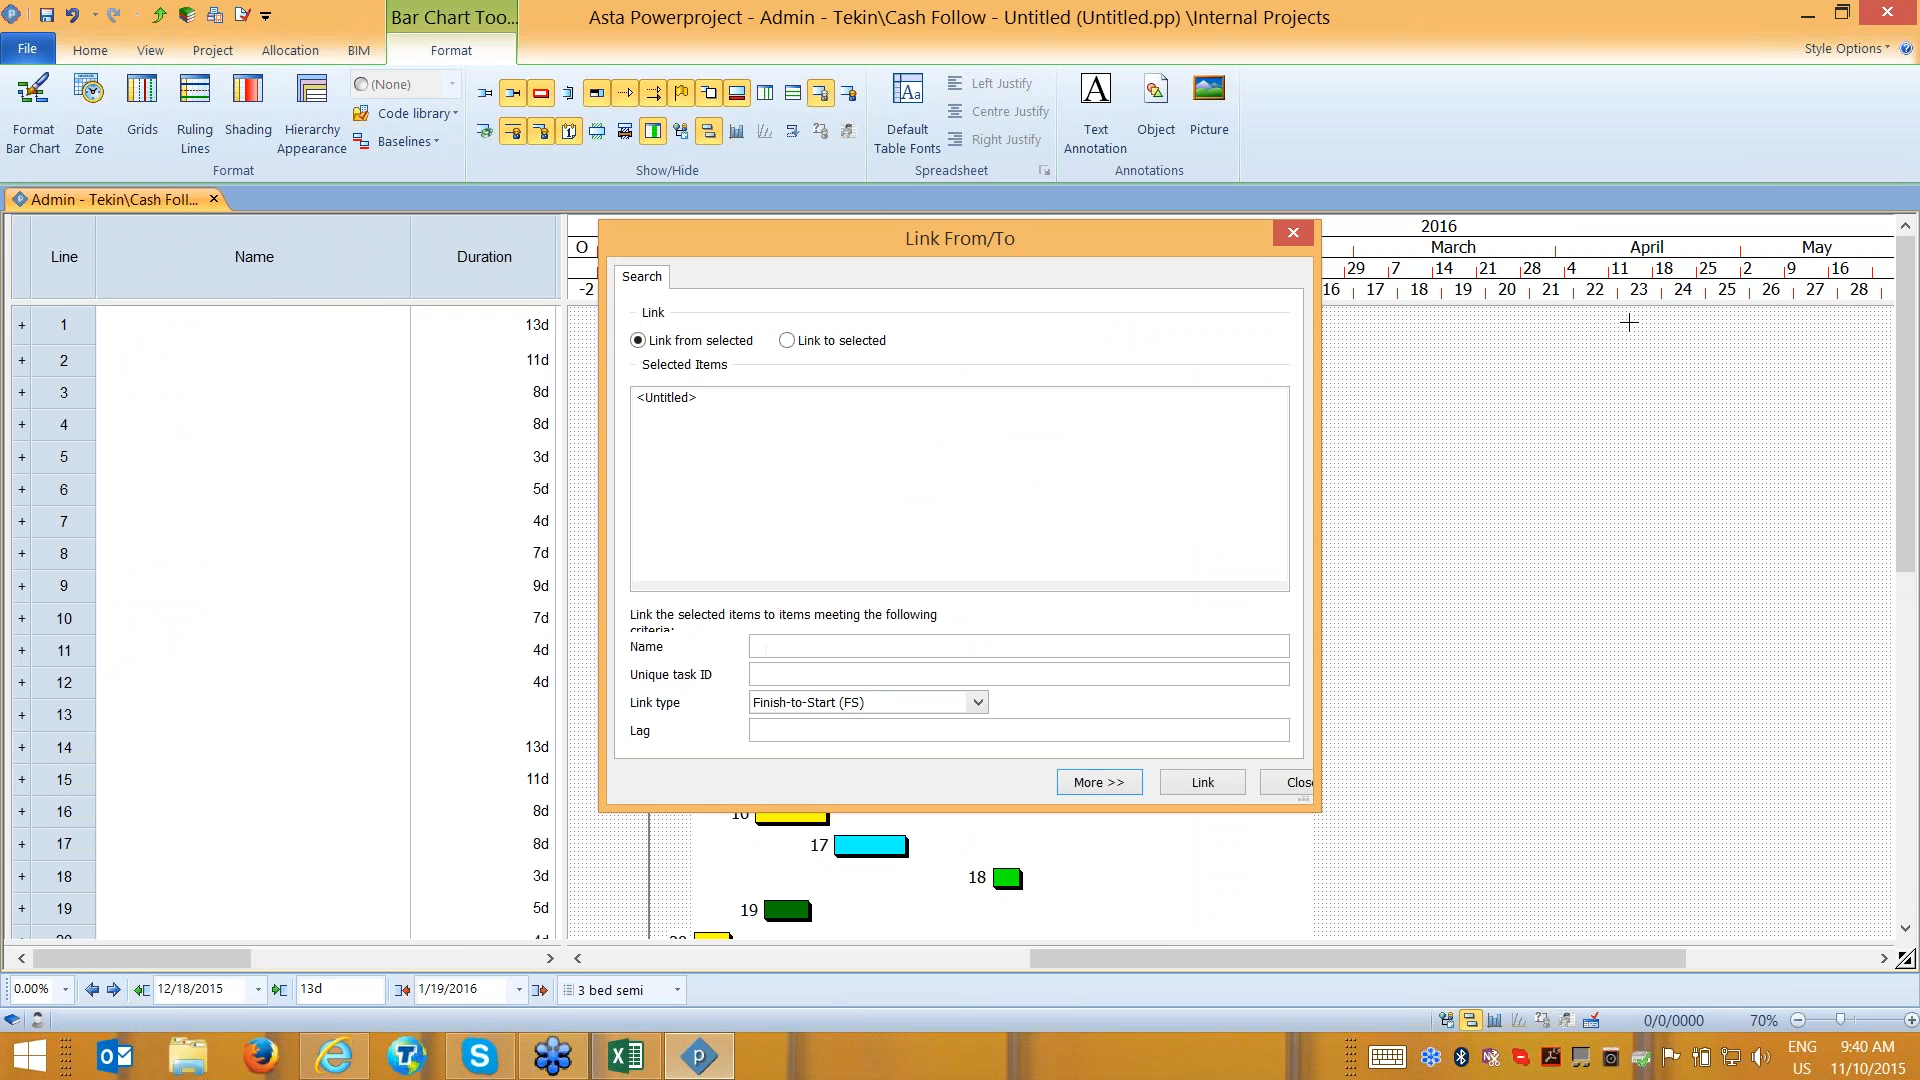 Bar Chart Too...
Asta Powerproject - Admin - Tekin\Cash Follow - Untitled (Untitled.pp) \Internal Projects
File Home View Project Allocation BIM Format
Style Options
Format Bar Chart
Date Zone
Grids
Ruling Lines
Shading
Hierarchy Appearance
(None)
Code library
Baselines
Format
Show/Hide
Default Table Fonts
Left Justify
Centre Justify
Right Justify
Spreadsheet
Text Annotation
Object
Picture
Annotations
Admin - Tekin\Cash Foll...
Line Name Duration
O
-2
2016
March April May
29 7 14 21 28 4 11 18 25 2 9 16
16 17 18 19 20 21 22 23 24 25 26 27 28
1 13d
2 11d
3 8d
4 8d
5 3d
6 5d
7 4d
8 7d
9 9d
10 7d
11 4d
12 4d
13
14 13d
15 11d
16 8d
17 8d
18 3d
19 5d
20 4d
16
17
18
19
20
Link From/To
Search
Link
Link from selected Link to selected
Selected Items
<Untitled>
Link the selected items to items meeting the following
criteria:
Name
Unique task ID
Link type Finish-to-Start (FS)
Lag
More >> Link Close
0.00% 12/18/2015 13d 1/19/2016 3 bed semi
0/0/0000 70%
ENG
US
9:40 AM
11/10/2015